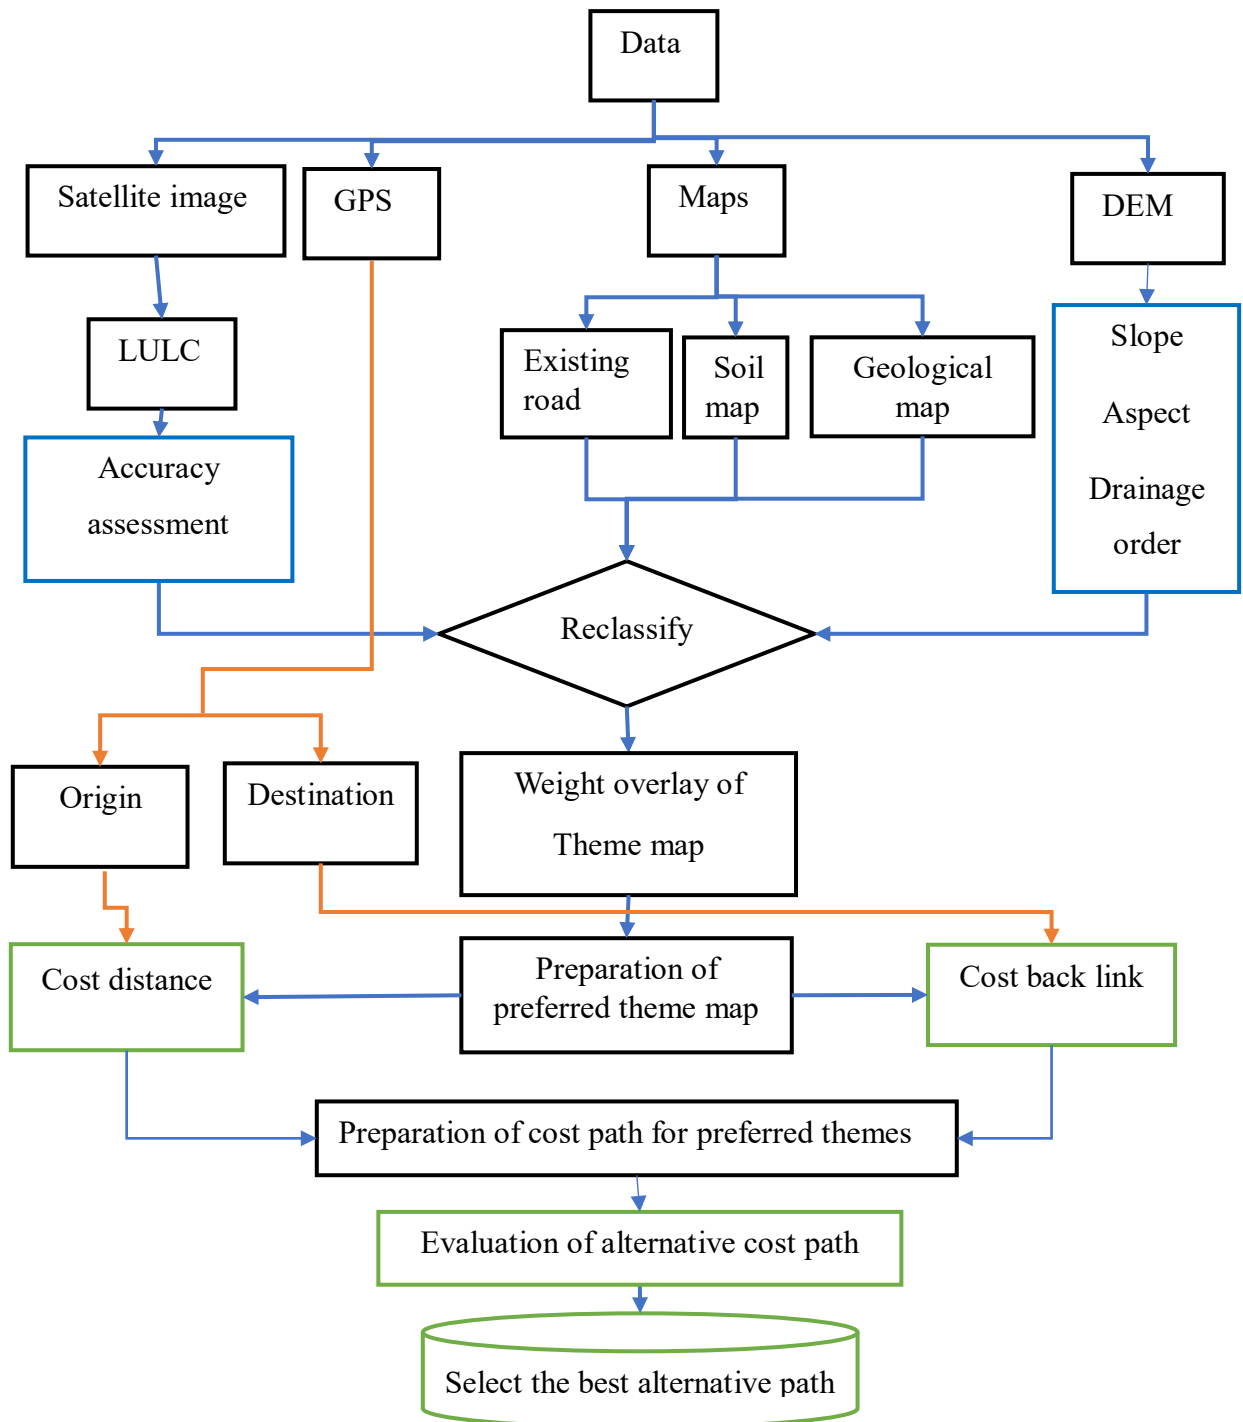 Data
Satellite image
GPS
Maps
DEM
LULC
Existing
road
Soil
map
Geological
map
Slope
Aspect
Drainage
order
Accuracy
assessment
Reclassify
Origin
Destination
Weight overlay of
Theme map
Cost distance
Preparation of
preferred theme map
Cost back link
Preparation of cost path for preferred themes
Evaluation of alternative cost path
Select the best alternative path